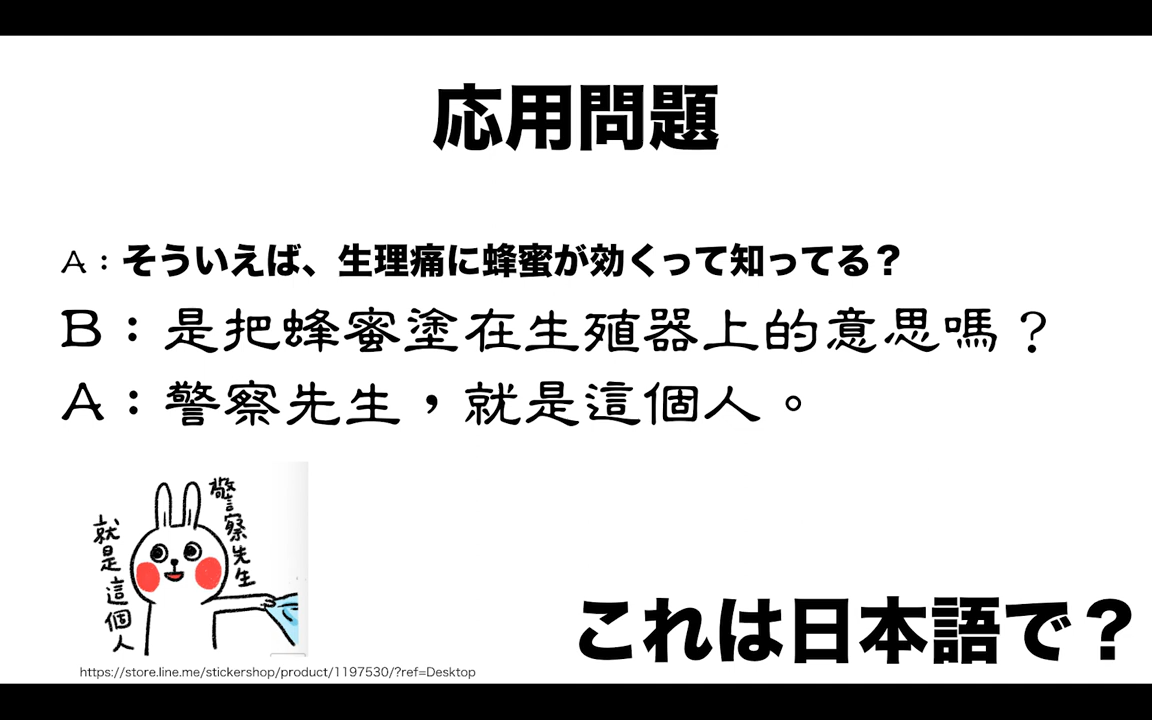 応用問題
A：そういえば、生理痛に蜂蜜が効くって知ってる？
B：是把蜂蜜塗在生殖器上的意思嗎？
A：警察先生，就是這個人。
警察先生
就是這個人
これは日本語で？
https://store.line.me/stickershop/product/1197530/?ref=Desktop